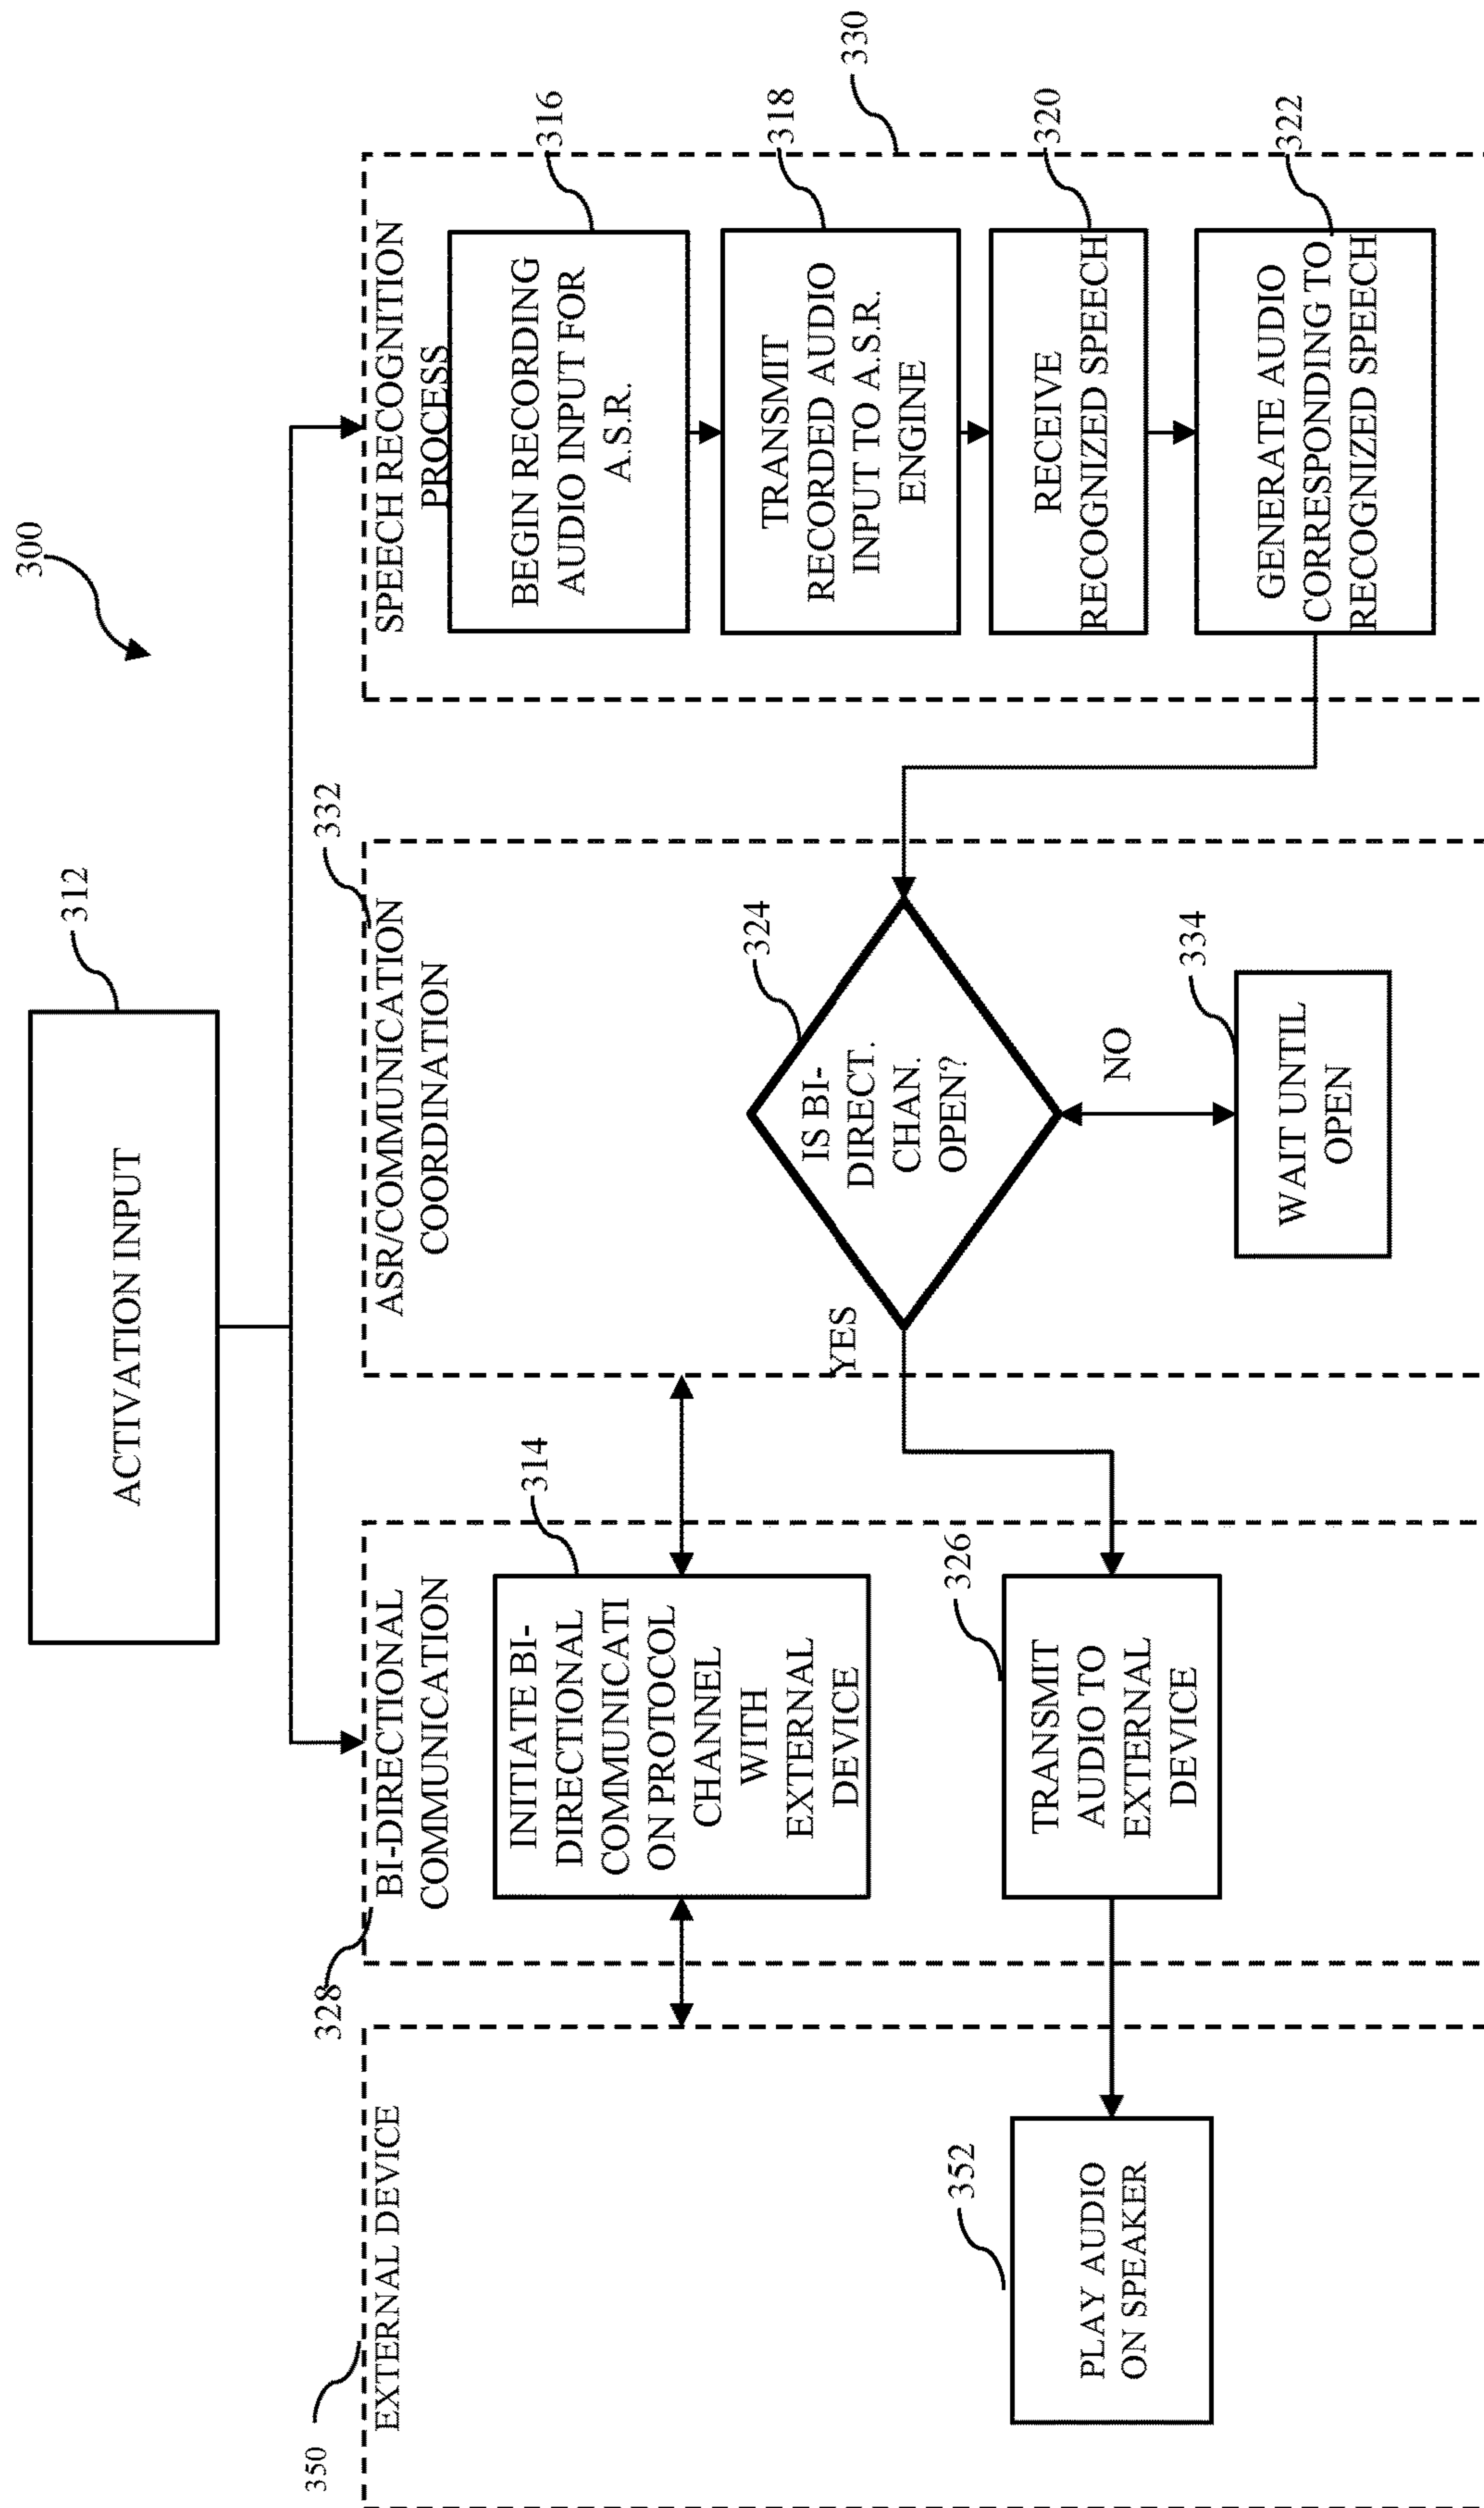 300
ACTIVATION INPUT
312
350
EXTERNAL DEVICE
352
PLAY AUDIO
ON SPEAKER
328
BI-DIRECTIONAL
COMMUNICATION
314
INITIATE BI-
DIRECTIONAL
COMMUNICATI
ON PROTOCOL
CHANNEL
WITH
EXTERNAL
DEVICE
326
TRANSMIT
AUDIO TO
EXTERNAL
DEVICE
332
ASR/COMMUNICATION
COORDINATION
324
IS BI-
DIRECT.
CHAN.
OPEN?
YES
NO
334
WAIT UNTIL
OPEN
330
SPEECH RECOGNITION
PROCESS
316
BEGIN RECORDING
AUDIO INPUT FOR
A.S.R.
318
TRANSMIT
RECORDED AUDIO
INPUT TO A.S.R.
ENGINE
320
RECEIVE
RECOGNIZED SPEECH
322
GENERATE AUDIO
CORRESPONDING TO
RECOGNIZED SPEECH